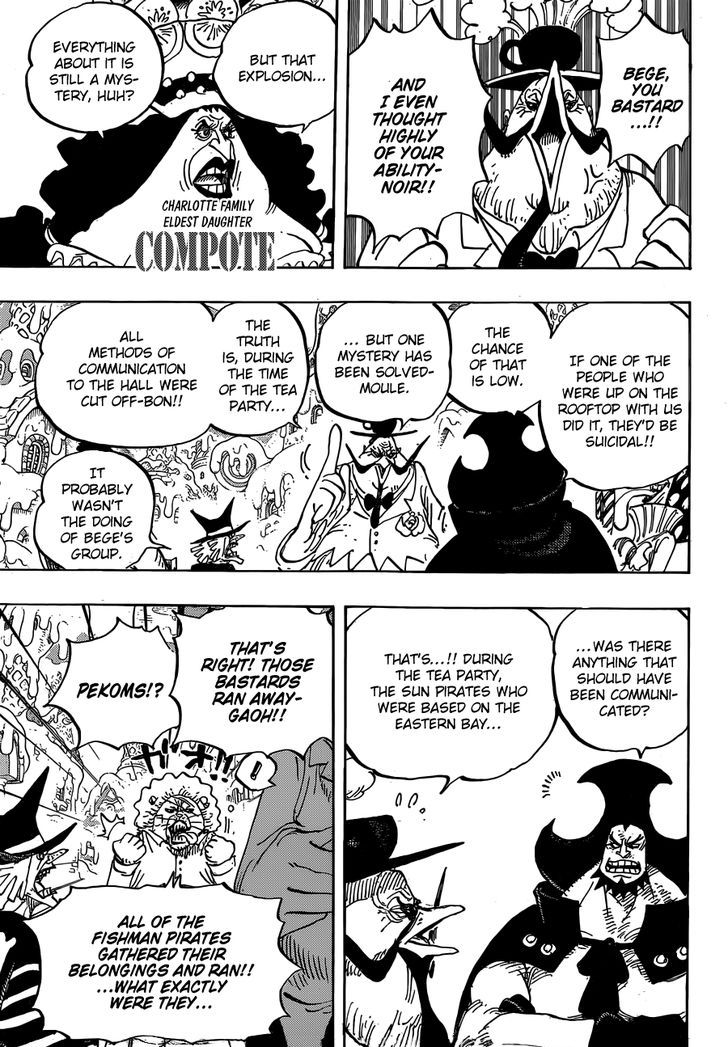 BEGE, YOU
BASTARD
...!!
AND
I EVEN
THOUGHT
HIGHLY
OF YOUR
ABILITY-
NOIR!!
BUT THAT
EXPLOSION...
EVERYTHING
ABOUT IT IS
STILL A MYS-
TERY, HUH?
CHARLOTTE FAMILY
ELDEST DAUGHTER
COMPOTE
IF ONE OF THE
PEOPLE WHO
WERE UP ON THE
ROOFTOP WITH US
DID IT, THEY'D BE
SUICIDAL!!
THE
CHANCE
OF THAT
IS LOW.
... BUT ONE
MYSTERY HAS
BEEN SOLVED-
MOULE.
THE
TRUTH
IS, DURING
THE TIME
OF THE TEA
PARTY...
ALL
METHODS OF
COMMUNICATION
TO THE HALL WERE
CUT OFF-BON!!
IT
PROBABLY
WASN'T
THE DOING
OF BEGE'S
GROUP.
...WAS THERE
ANYTHING THAT
SHOULD HAVE
BEEN COMMUNI-
CATED?
THAT'S...!! DURING
THE TEA PARTY,
THE SUN PIRATES WHO
WERE BASED ON THE
EASTERN BAY...
THAT'S
RIGHT! THOSE
BASTARDS
RAN AWAY-
GAOH!!
PEKOMS!?
ガオ!!
ALL OF THE
FISHMAN PIRATES
GATHERED THEIR
BELONGINGS AND RAN!!
...WHAT EXACTLY
WERE THEY...